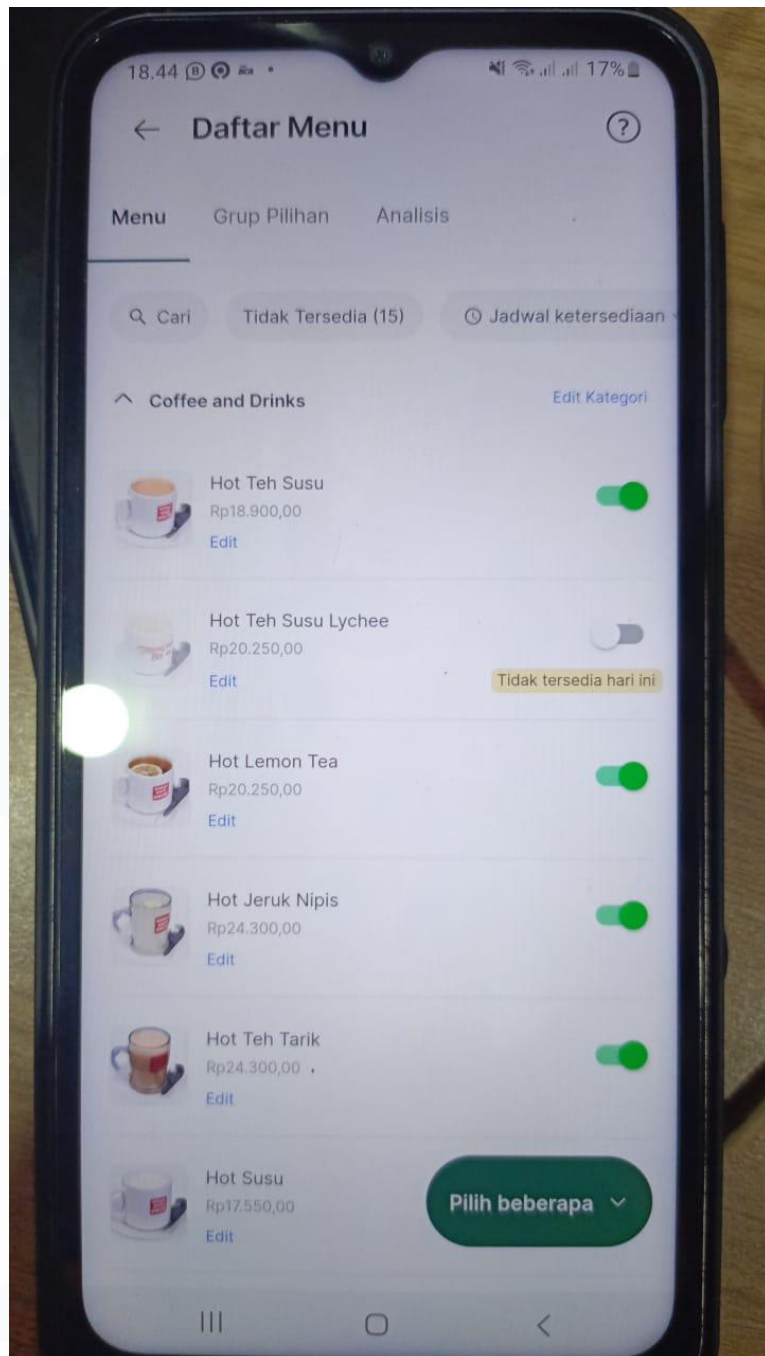 18.44
17%
Daftar Menu
Menu Grup Pilihan Analisis
Cari Tidak Tersedia (15) Jadwal ketersediaan
Coffee and Drinks Edit Kategori
Hot Teh Susu
Rp18.900,00
Edit
Hot Teh Susu Lychee
Rp20.250,00
Edit
Tidak tersedia hari ini
Hot Lemon Tea
Rp20.250,00
Edit
Hot Jeruk Nipis
Rp24.300,00
Edit
Hot Teh Tarik
Rp24.300,00
Edit
Hot Susu
Rp17.550,00
Edit
Pilih beberapa